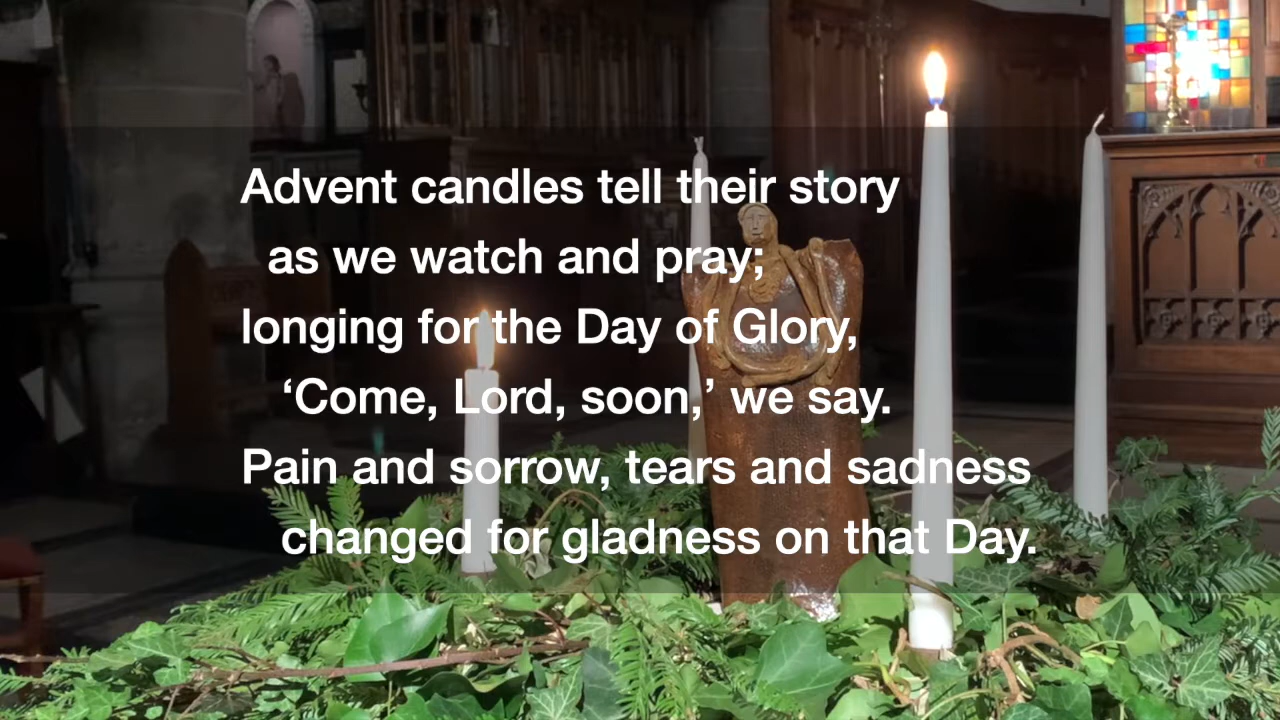 Advent candles tell their story
as we watch and pray;
longing for the Day of Glory,
‘Come, Lord, soon,’ we say.
Pain and sorrow, tears and sadness
changed for gladness on that Day.